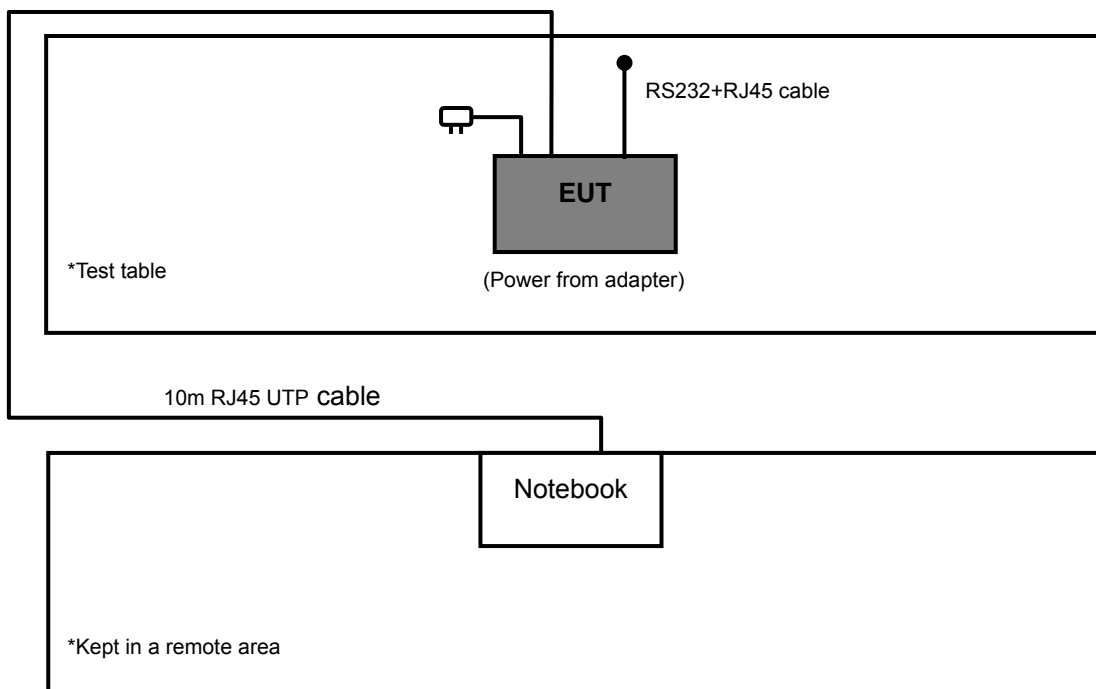 RS232+RJ45 cable
EUT
*Test table
(Power from adapter)
10m RJ45 UTP cable
Notebook
*Kept in a remote area